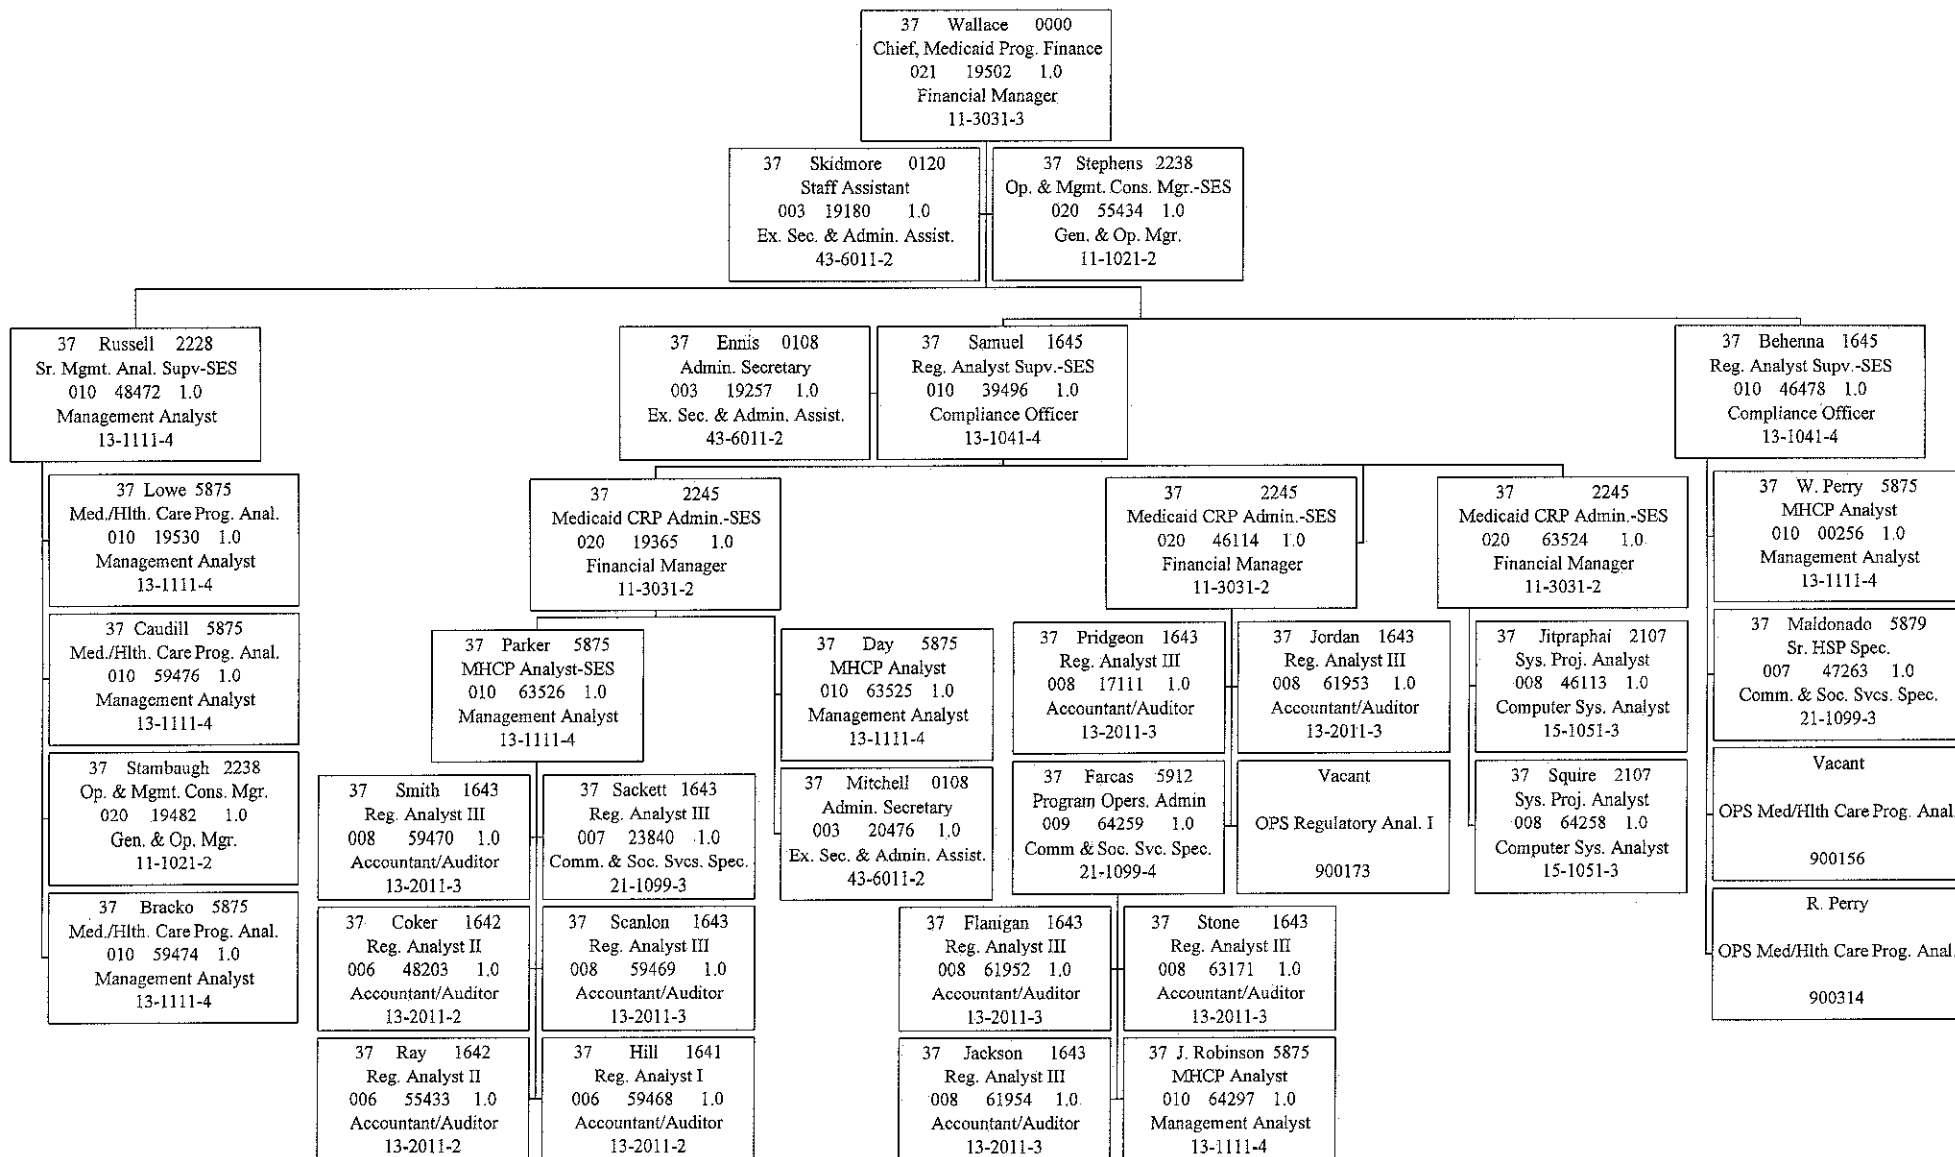 37 Wallace 0000
Chief, Medicaid Prog. Finance
021 19502 1.0
Financial Manager
11-3031-3
37 Skidmore 0120
Staff Assistant
003 19180 1.0
Ex. Sec. & Admin. Assist.
43-6011-2
37 Stephens 2238
Op. & Mgmt. Cons. Mgr.-SES
020 55434 1.0
Gen. & Op. Mgr.
11-1021-2
37 Russell 2228
Sr. Mgmt. Anal. Supv-SES
010 48472 1.0
Management Analyst
13-1111-4
37 Ennis 0108
Admin. Secretary
003 19257 1.0
Ex. Sec. & Admin. Assist.
43-6011-2
37 Samuel 1645
Reg. Analyst Supv.-SES
010 39496 1.0
Compliance Officer
13-1041-4
37 Behenna 1645
Reg. Analyst Supv.-SES
010 46478 1.0
Compliance Officer
13-1041-4
37 Lowe 5875
Med./Hlth. Care Prog. Anal.
010 19530 1.0
Management Analyst
13-1111-4
37 Caudill 5875
Med./Hlth. Care Prog. Anal.
010 59476 1.0
Management Analyst
13-1111-4
37 Stambaugh 2238
Op. & Mgmt. Cons. Mgr.
020 19482 1.0
Gen. & Op. Mgr.
11-1021-2
37 Bracko 5875
Med./Hlth. Care Prog. Anal.
010 59474 1.0
Management Analyst
13-1111-4
37 2245
Medicaid CRP Admin.-SES
020 19365 1.0
Financial Manager
11-3031-2
37 2245
Medicaid CRP Admin.-SES
020 46114 1.0
Financial Manager
11-3031-2
37 2245
Medicaid CRP Admin.-SES
020 63524 1.0
Financial Manager
11-3031-2
37 Parker 5875
MHCP Analyst-SES
010 63526 1.0
Management Analyst
13-1111-4
37 Day 5875
MHCP Analyst
010 63525 1.0
Management Analyst
13-1111-4
37 Mitchell 0108
Admin. Secretary
003 20476 1.0
Ex. Sec. & Admin. Assist.
43-6011-2
37 Smith 1643
Reg. Analyst III
008 59470 1.0
Accountant/Auditor
13-2011-3
37 Sackett 1643
Reg. Analyst III
007 23840 1.0
Comm. & Soc. Svcs. Spec.
21-1099-3
37 Coker 1642
Reg. Analyst II
006 48203 1.0
Accountant/Auditor
13-2011-2
37 Scanlon 1643
Reg. Analyst III
008 59469 1.0
Accountant/Auditor
13-2011-3
37 Ray 1642
Reg. Analyst II
006 55433 1.0
Accountant/Auditor
13-2011-2
37 Hill 1641
Reg. Analyst I
006 59468 1.0
Accountant/Auditor
13-2011-2
37 Pridgeon 1643
Reg. Analyst III
008 17111 1.0
Accountant/Auditor
13-2011-3
37 Jordan 1643
Reg. Analyst III
008 61953 1.0
Accountant/Auditor
13-2011-3
37 Farcas 5912
Program Opers. Admin
009 64259 1.0
Comm & Soc. Svc. Spec.
21-1099-4
Vacant
OPS Regulatory Anal. I
900173
37 Flanigan 1643
Reg. Analyst III
008 61952 1.0
Accountant/Auditor
13-2011-3
37 Stone 1643
Reg. Analyst III
008 63171 1.0
Accountant/Auditor
13-2011-3
37 Jackson 1643
Reg. Analyst III
008 61954 1.0
Accountant/Auditor
13-2011-3
37 J. Robinson 5875
MHCP Analyst
010 64297 1.0
Management Analyst
13-1111-4
37 Jitpraphai 2107
Sys. Proj. Analyst
008 46113 1.0
Computer Sys. Analyst
15-1051-3
37 Squire 2107
Sys. Proj. Analyst
008 64258 1.0
Computer Sys. Analyst
15-1051-3
37 W. Perry 5875
MHCP Analyst
010 00256 1.0
Management Analyst
13-1111-4
37 Maldonado 5879
Sr. HSP Spec.
007 47263 1.0
Comm. & Soc. Svcs. Spec.
21-1099-3
Vacant
OPS Med/Hlth Care Prog. Anal.
900156
R. Perry
OPS Med/Hlth Care Prog. Anal.
900314